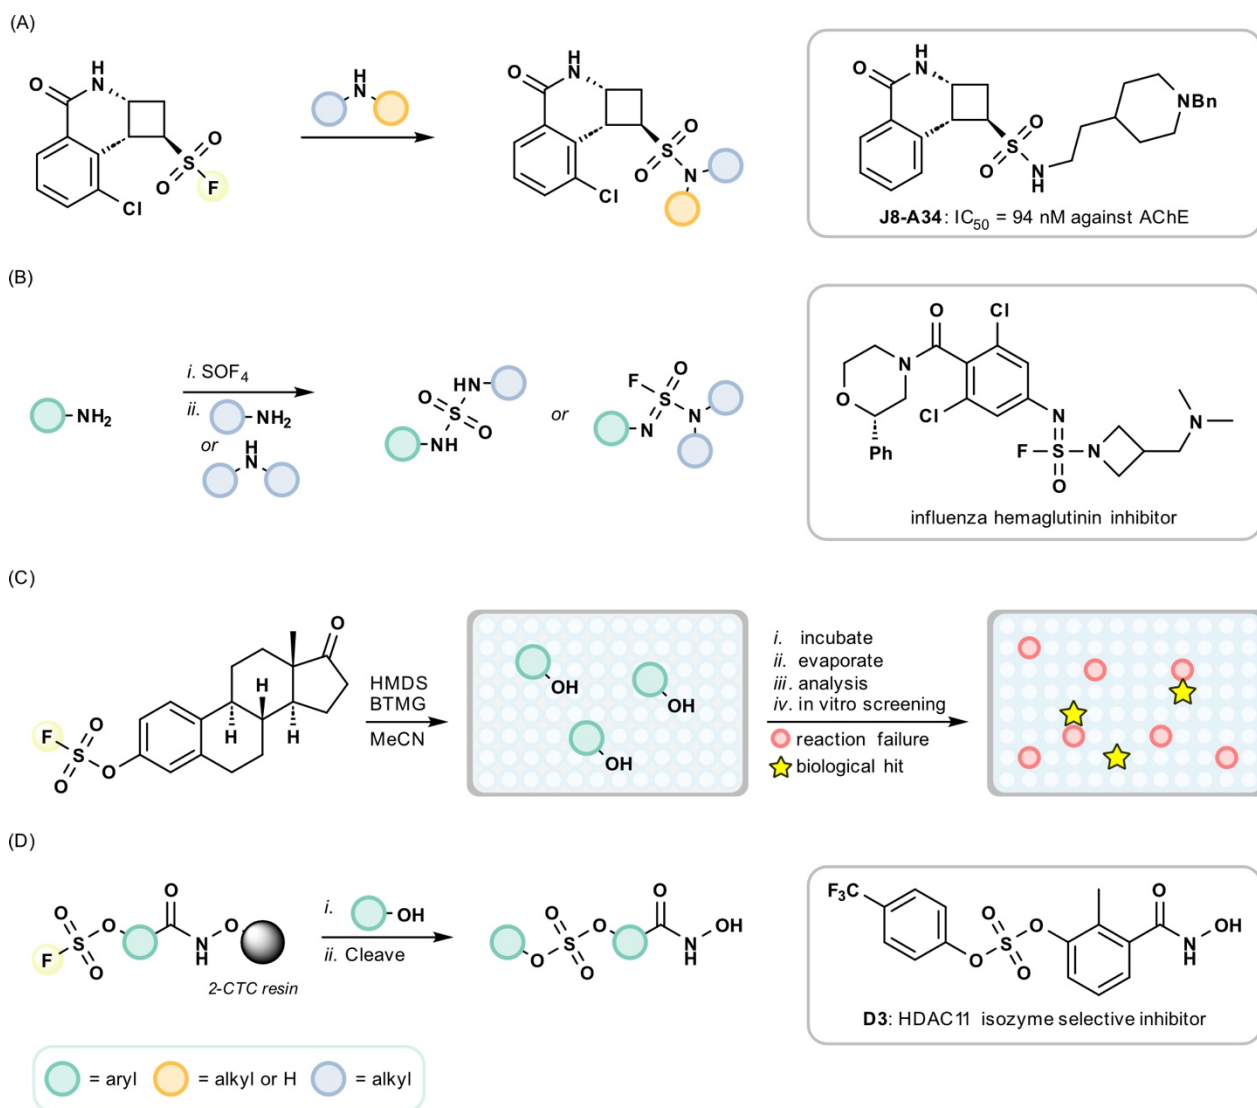 (A)
O
H
N
O
S
O
F
Cl
H
N
O
H
N
O
S
O
N
Cl
O
H
N
O
S
O
N
H
NBn
J8-A34: IC50 = 94 nM against AChE
(B)
NH2
i. SOF4
ii.
NH2
or
H
N
HN
O
S
O
NH
or
F
O
S
N
N
O
Cl
N
O
Cl
Ph
N
F
S
N
O
N
influenza hemaglutinin inhibitor
(C)
O
H
H
H
F
O
S
O
O
HMDS
BTMG
MeCN
OH
OH
OH
i. incubate
ii. evaporate
iii. analysis
iv. in vitro screening
reaction failure
biological hit
(D)
O
O
O
O
S
F
O
N
H
2-CTC resin
i.
OH
ii. Cleave
O
O
O
S
O
O
N
H
OH
F3C
O
O
S
O
O
O
N
H
OH
D3: HDAC11 isozyme selective inhibitor
= aryl
= alkyl or H
= alkyl